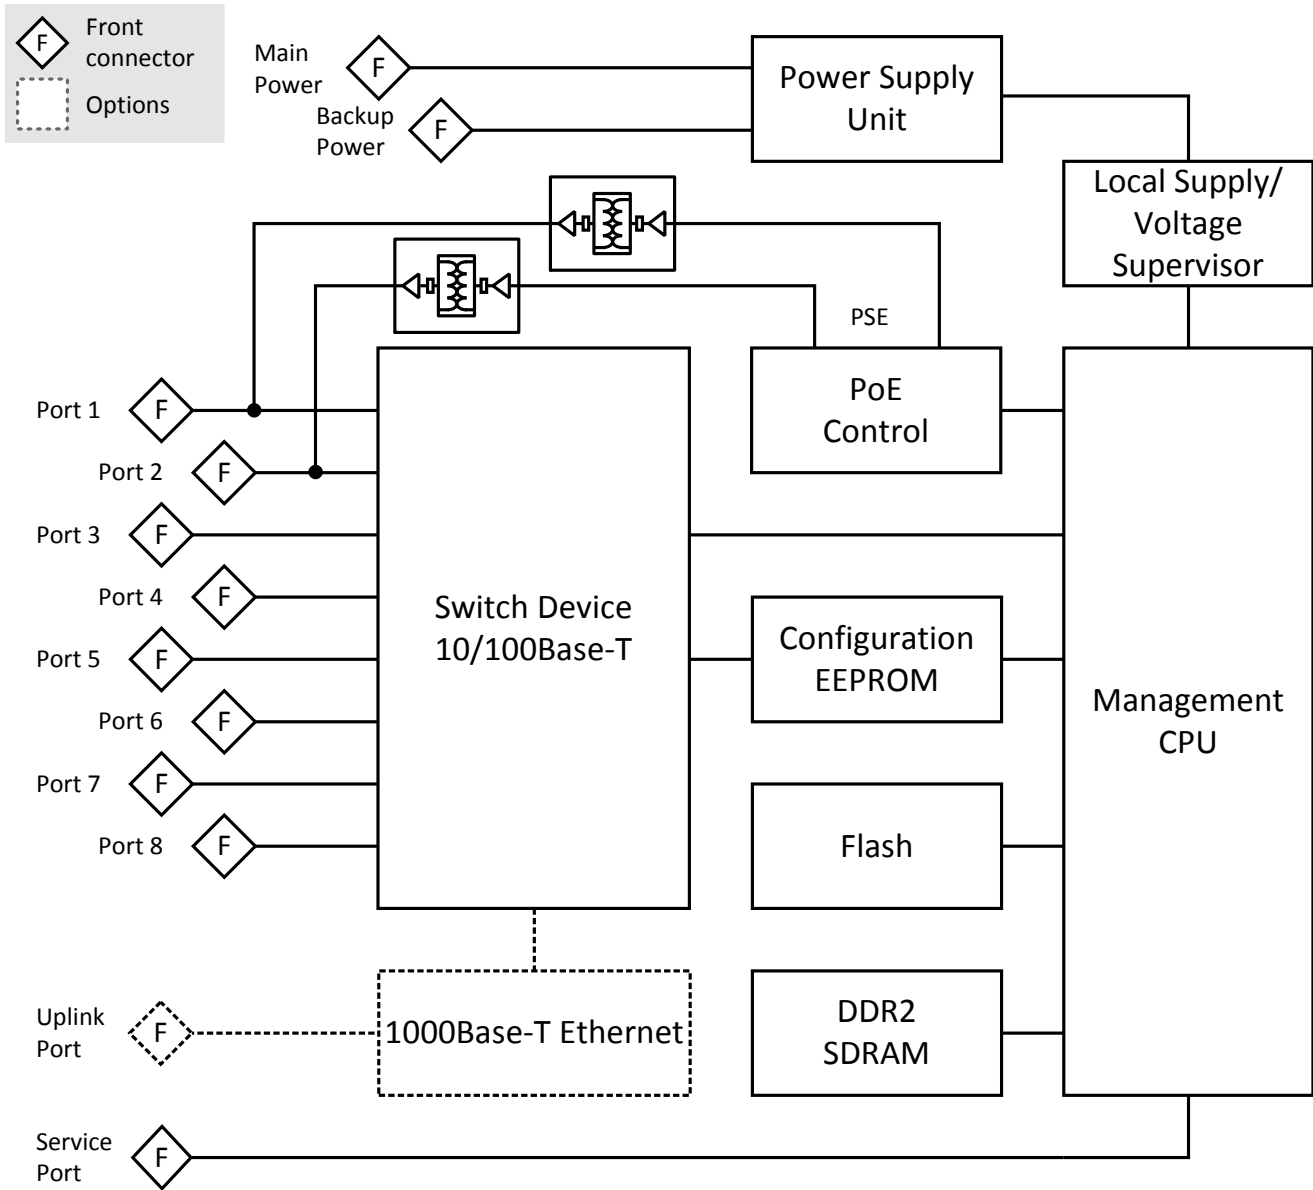 F
Front
connector
Options
Main
Power
F
Backup
Power
F
Power Supply
Unit
Local Supply/
Voltage
Supervisor
PSE
PoE
Control
Port 1
F
Port 2
F
Port 3
F
Port 4
F
Port 5
F
Port 6
F
Port 7
F
Port 8
F
Switch Device
10/100Base-T
Configuration
EEPROM
Management
CPU
Flash
Uplink
Port
F
1000Base-T Ethernet
DDR2
SDRAM
Service
Port
F